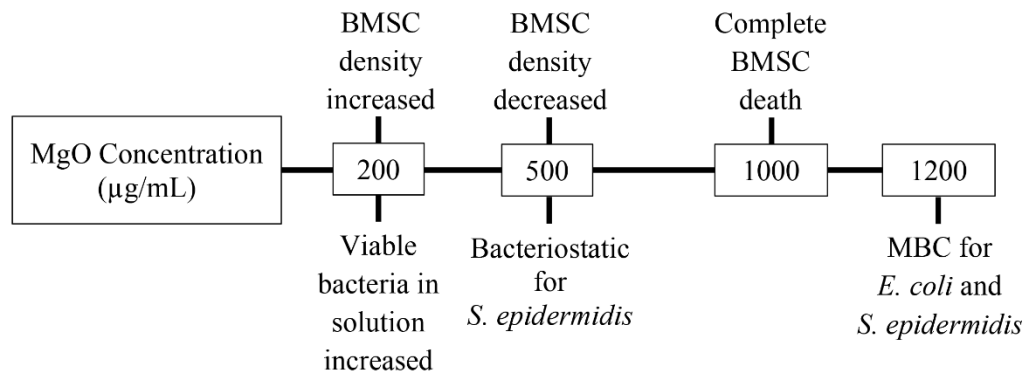 BMSC
density
increased
BMSC
density
decreased
Complete
BMSC
death
MgO Concentration
(µg/mL)
200
500
1000
1200
Viable
bacteria in
solution
increased
Bacteriostatic
for
S. epidermidis
MBC for
E. coli and
S. epidermidis